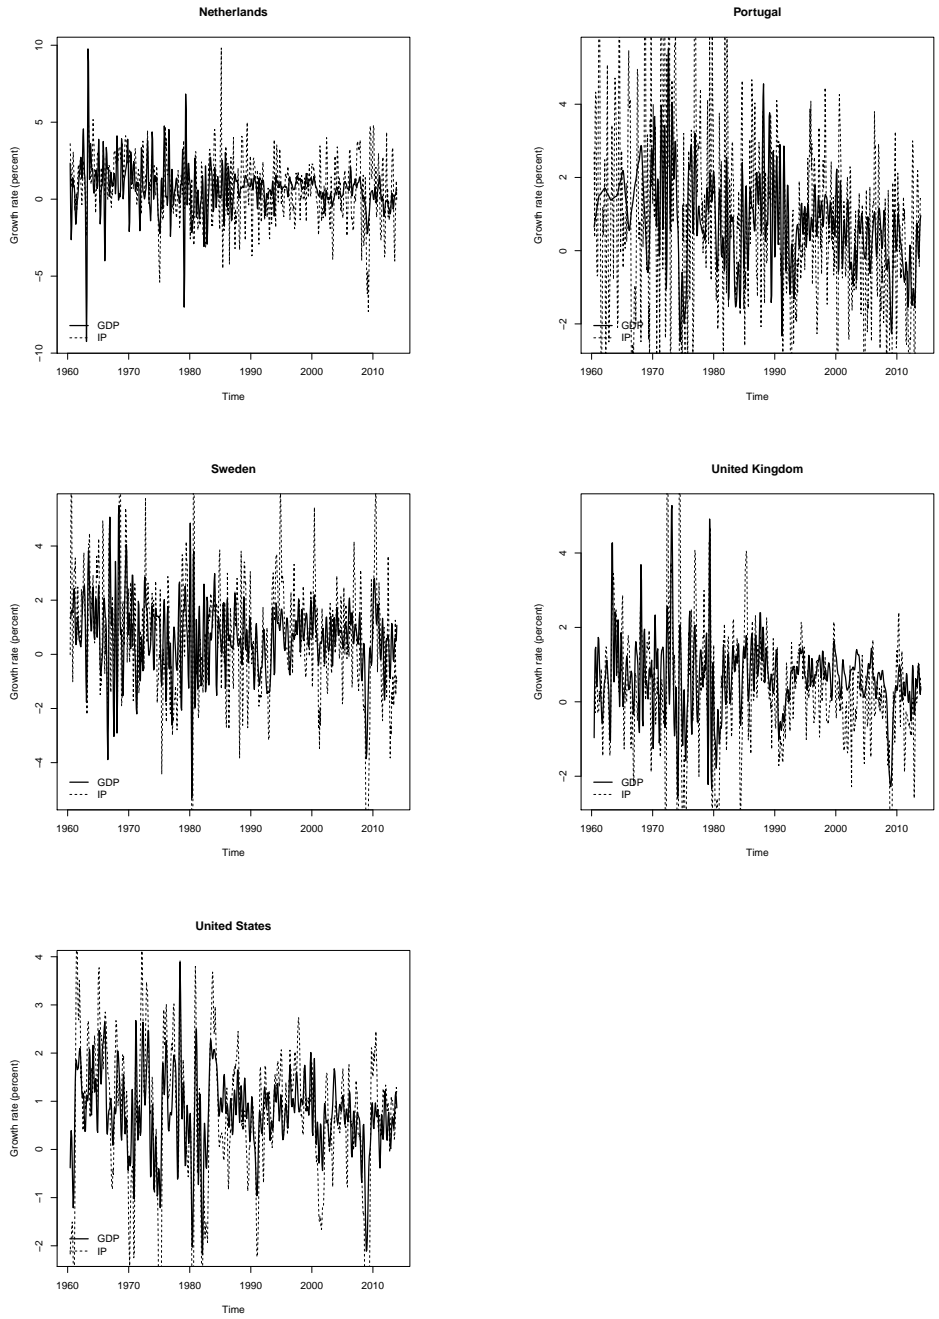 Netherlands
Growth rate (percent)
10
5
0
−5
−10
GDP
IP
1960 1970 1980 1990 2000 2010
Time
Portugal
Growth rate (percent)
4
2
0
−2
GDP
IP
1960 1970 1980 1990 2000 2010
Time
Sweden
Growth rate (percent)
4
2
0
−2
−4
GDP
IP
1960 1970 1980 1990 2000 2010
Time
United Kingdom
Growth rate (percent)
4
2
0
−2
GDP
IP
1960 1970 1980 1990 2000 2010
Time
United States
Growth rate (percent)
4
3
2
1
0
−1
−2
GDP
IP
1960 1970 1980 1990 2000 2010
Time